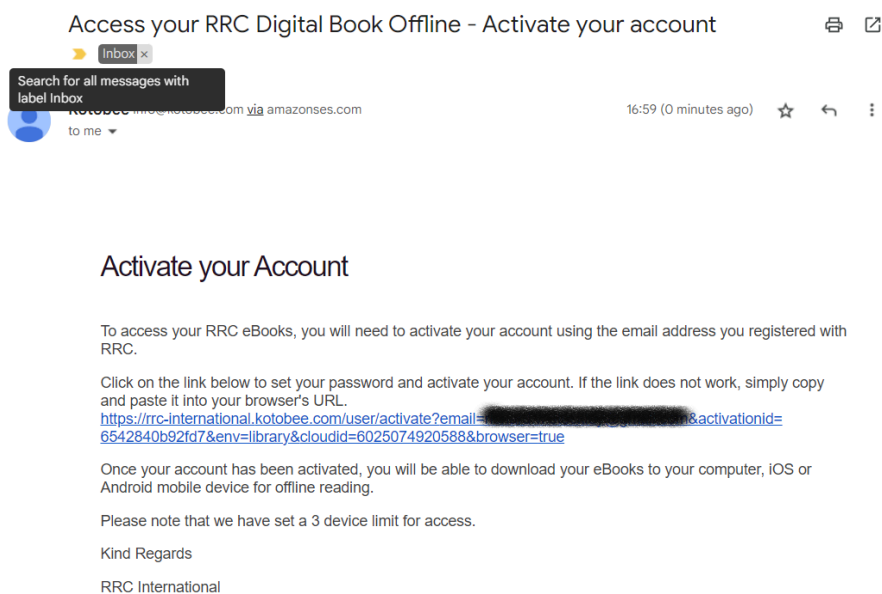 Access your RRC Digital Book Offline - Activate your account
Inbox ×
Search for all messages with
label Inbox
Kotobee info@kotobee.com via amazonses.com
16:59 (0 minutes ago)
to me
Activate your Account
To access your RRC eBooks, you will need to activate your account using the email address you registered with
RRC.
Click on the link below to set your password and activate your account. If the link does not work, simply copy
and paste it into your browser's URL.
https://rrc-international.kotobee.com/user/activate?email= &activationid=
6542840b92fd7&env=library&cloudid=6025074920588&browser=true
Once your account has been activated, you will be able to download your eBooks to your computer, iOS or
Android mobile device for offline reading.
Please note that we have set a 3 device limit for access.
Kind Regards
RRC International